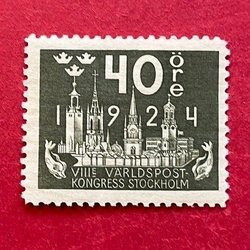 40 öre
1924
VIIIE VÄRLDSPOST-
KONGRESS STOCKHOLM